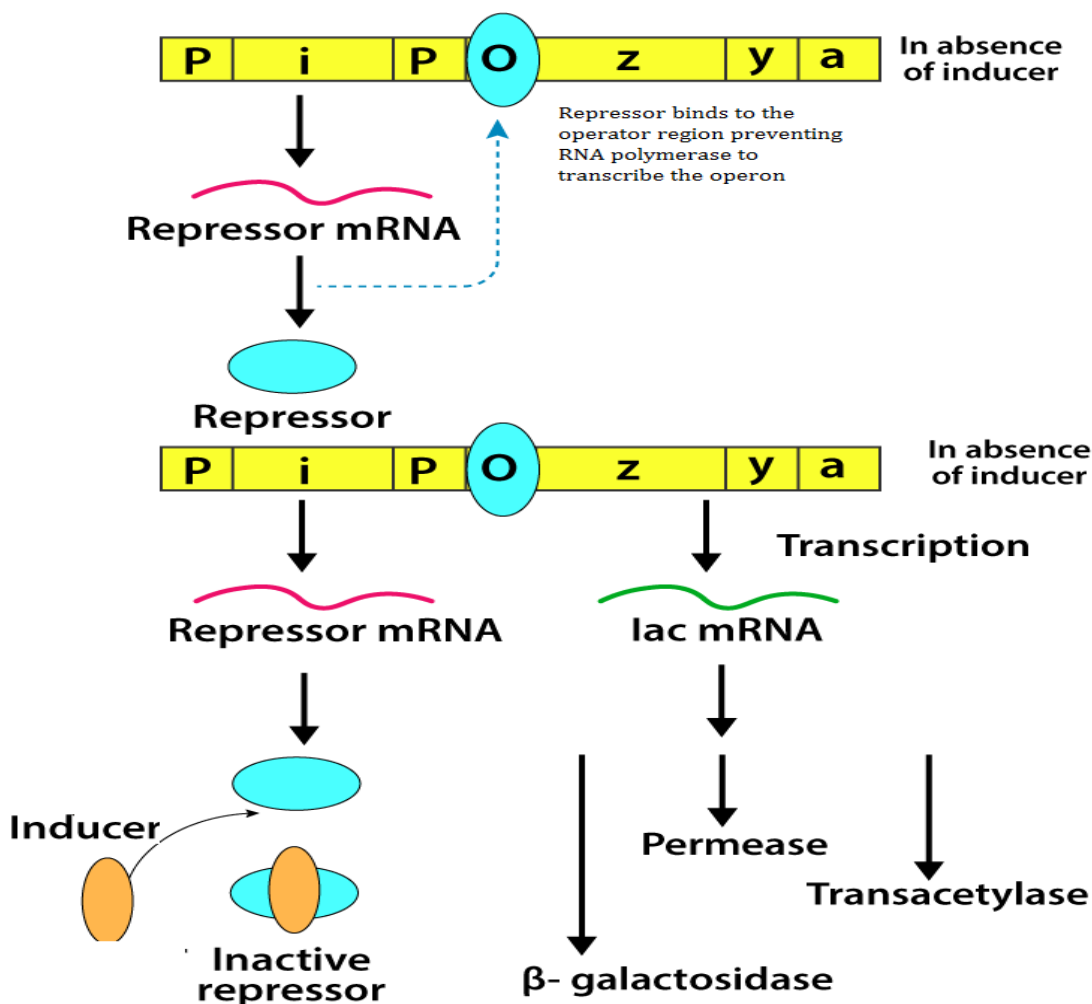 P i P O z y a
In absence
of inducer
Repressor binds to the
operator region preventing
RNA polymerase to
transcribe the operon
Repressor mRNA
Repressor
P i P O z y a
In absence
of inducer
Transcription
Repressor mRNA
lac mRNA
Inducer
Permease
Transacetylase
Inactive
repressor
β- galactosidase